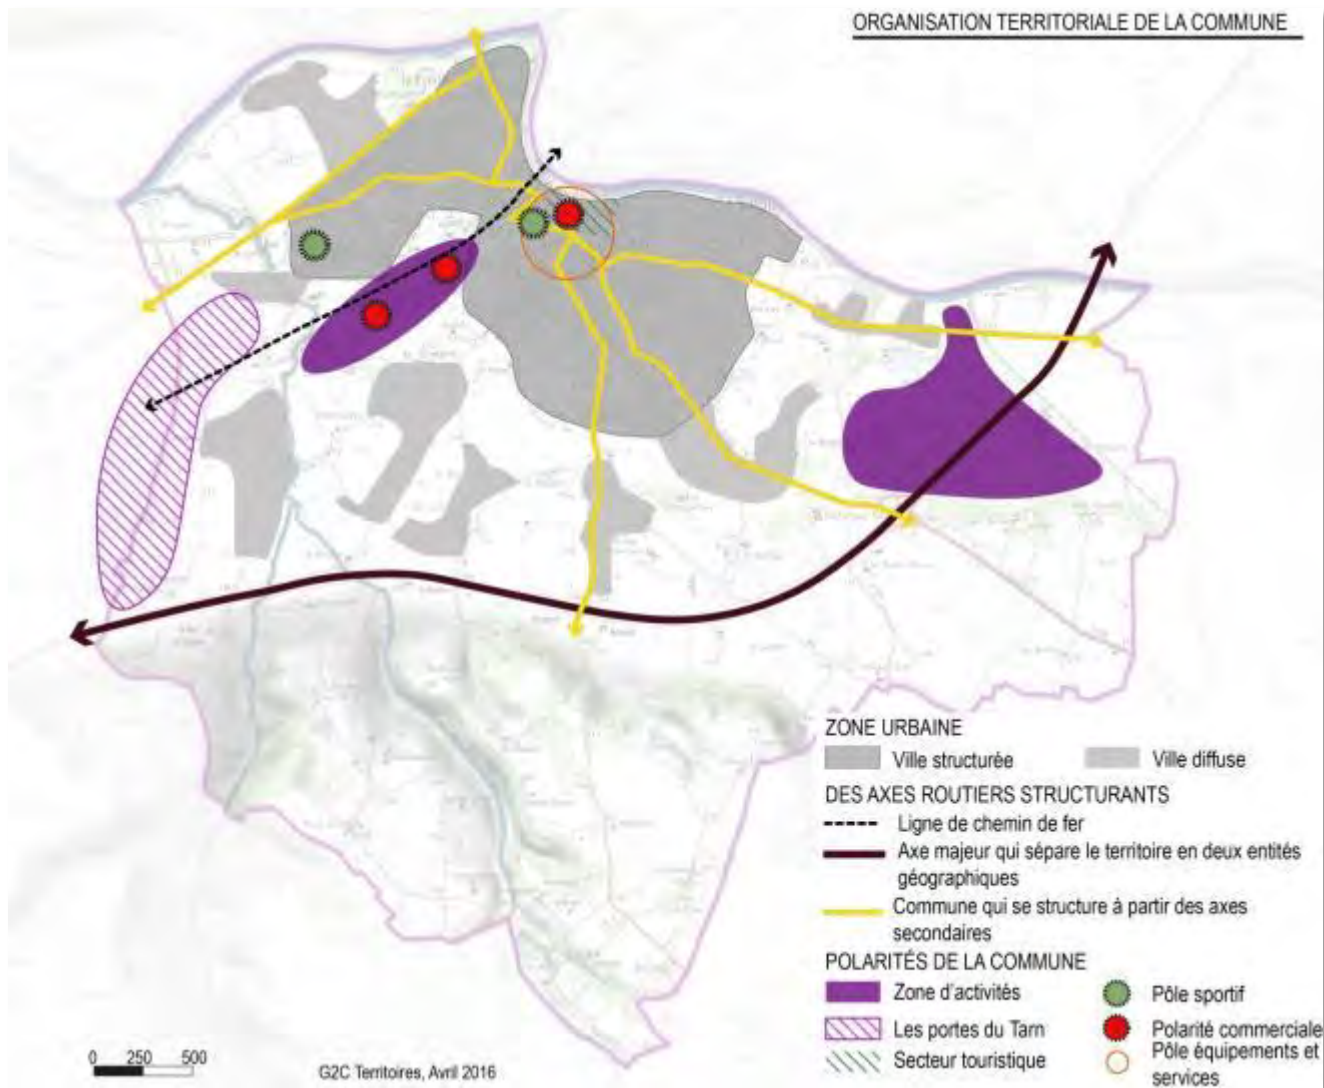 ORGANISATION TERRITORIALE DE LA COMMUNE
ZONE URBAINE
Ville structurée
Ville diffuse
DES AXES ROUTIERS STRUCTURANTS
Ligne de chemin de fer
Axe majeur qui sépare le territoire en deux entités
géographiques
Commune qui se structure à partir des axes
secondaires
POLARITÉS DE LA COMMUNE
Zone d'activités
Pôle sportif
Les portes du Tarn
Polarité commerciale
Secteur touristique
Pôle équipements et
services
0 250 500
G2C Territoires, Avril 2016